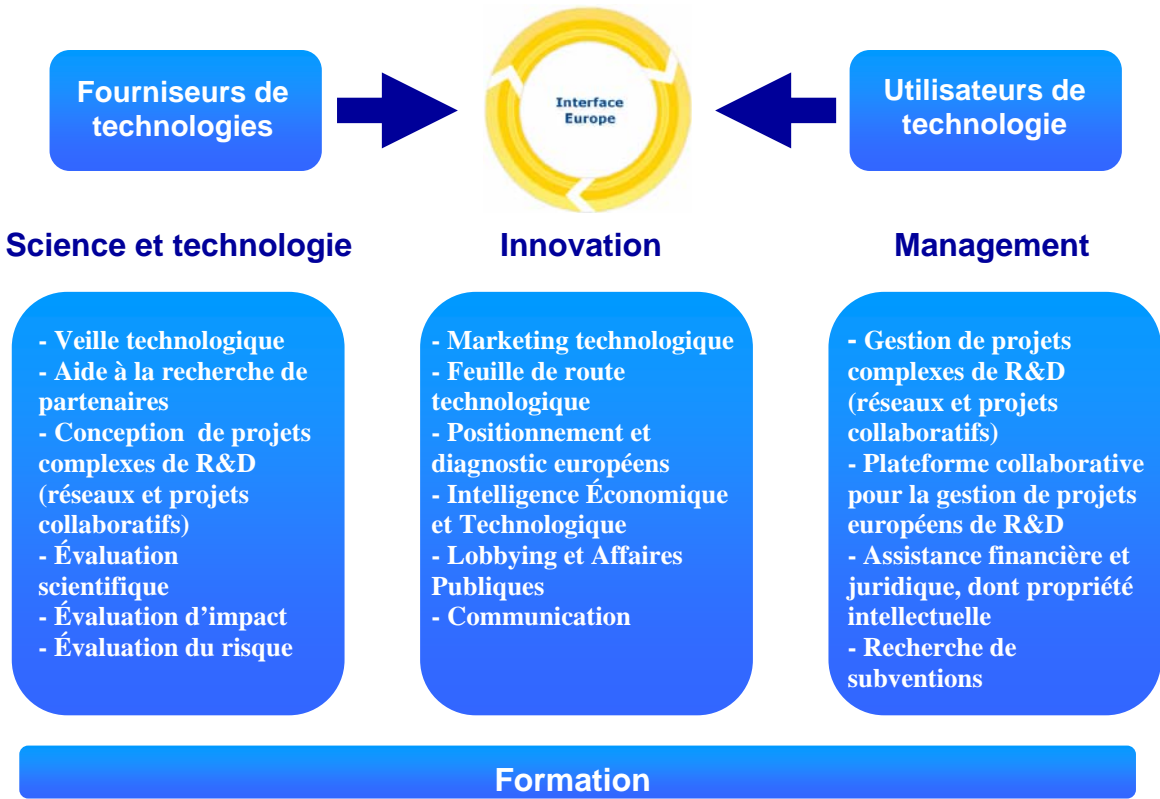 Fourniseurs de
technologies
Interface
Europe
Utilisateurs de
technologie
Science et technologie
Innovation
Management
- Veille technologique
- Aide à la recherche de
partenaires
- Conception de projets
complexes de R&D
(réseaux et projets
collaboratifs)
- Évaluation
scientifique
- Évaluation d’impact
- Évaluation du risque
- Marketing technologique
- Feuille de route
technologique
- Positionnement et
diagnostic européens
- Intelligence Économique
et Technologique
- Lobbying et Affaires
Publiques
- Communication
- Gestion de projets
complexes de R&D
(réseaux et projets
collaboratifs)
- Plateforme collaborative
pour la gestion de projets
européens de R&D
- Assistance financière et
juridique, dont propriété
intellectuelle
- Recherche de
subventions
Formation